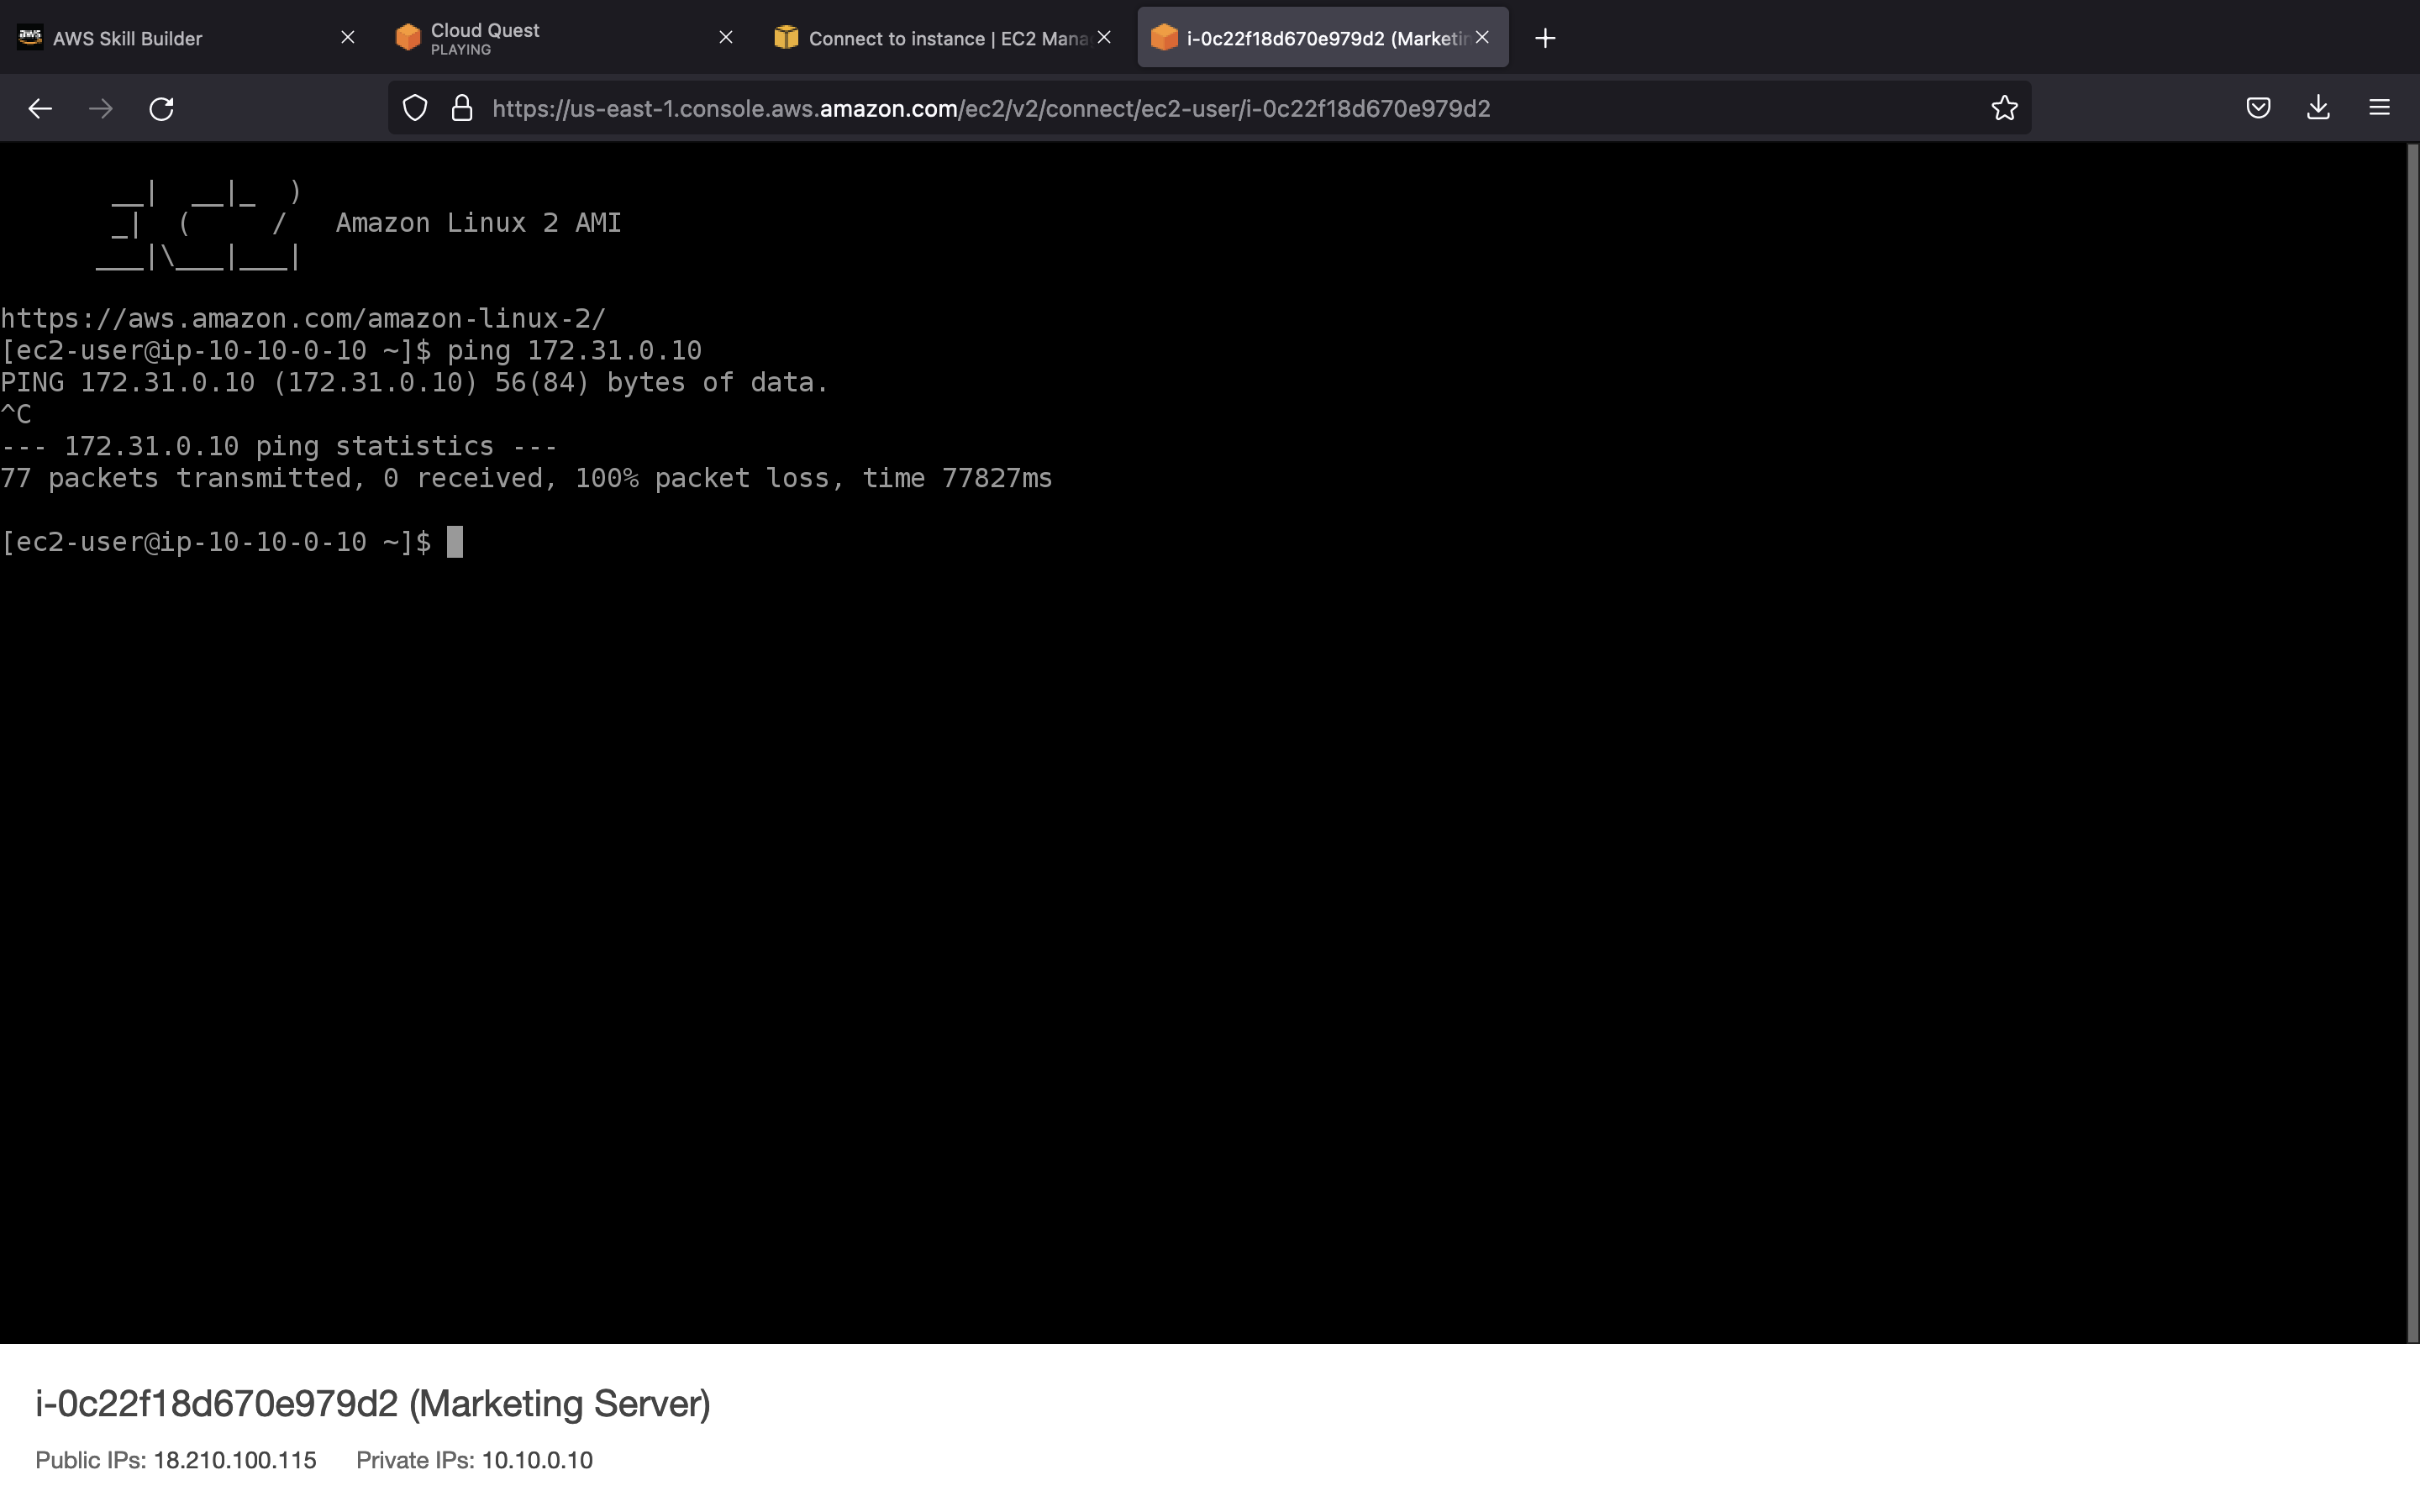 aws AWS Skill Builder
Cloud Quest
PLAYING
Connect to instance | EC2 Mana
i-0c22f18d670e979d2 (Marketin
https://us-east-1.console.aws.amazon.com/ec2/v2/connect/ec2-user/i-0c22f18d670e979d2
       __|  __|_  )
       _|  (     /   Amazon Linux 2 AMI
      ___|\___|___|
https://aws.amazon.com/amazon-linux-2/
[ec2-user@ip-10-10-0-10 ~]$ ping 172.31.0.10
PING 172.31.0.10 (172.31.0.10) 56(84) bytes of data.
^C
--- 172.31.0.10 ping statistics ---
77 packets transmitted, 0 received, 100% packet loss, time 77827ms
[ec2-user@ip-10-10-0-10 ~]$
i-0c22f18d670e979d2 (Marketing Server)
Public IPs: 18.210.100.115 Private IPs: 10.10.0.10